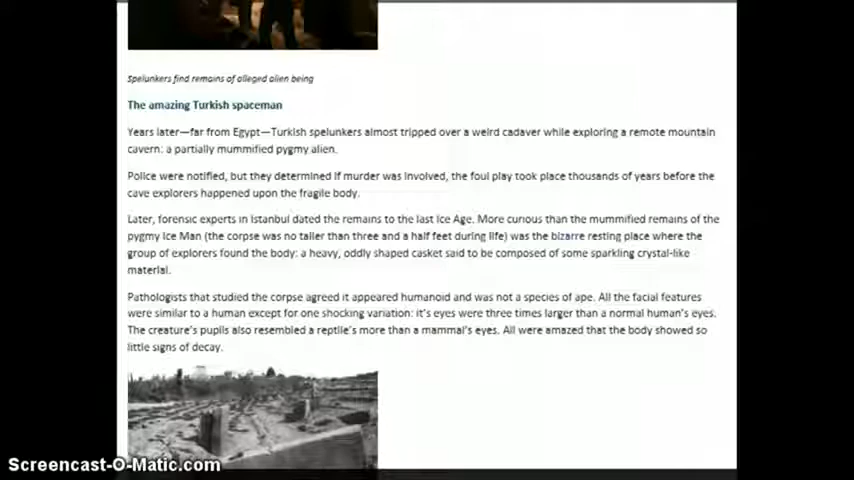 Spelunkers find remains of alleged alien being
The amazing Turkish spaceman
Years later—far from Egypt—Turkish spelunkers almost tripped over a weird cadaver while exploring a remote mountain
cavern: a partially mummified pygmy alien.
Police were notified, but they determined if murder was involved, the foul play took place thousands of years before the
cave explorers happened upon the fragile body.
Later, forensic experts in Istanbul dated the remains to the last Ice Age. More curious than the mummified remains of the
pygmy Ice Man (the corpse was no taller than three and a half feet during life) was the bizarre resting place where the
group of explorers found the body: a heavy, oddly shaped casket said to be composed of some sparkling crystal-like
material.
Pathologists that studied the corpse agreed it appeared humanoid and was not a species of ape. All the facial features
were similar to a human except for one shocking variation: it's eyes were three times larger than a normal human's eyes.
The creature's pupils also resembled a reptile's more than a mammal's eyes. All were amazed that the body showed so
little signs of decay.
Screencast-O-Matic.com